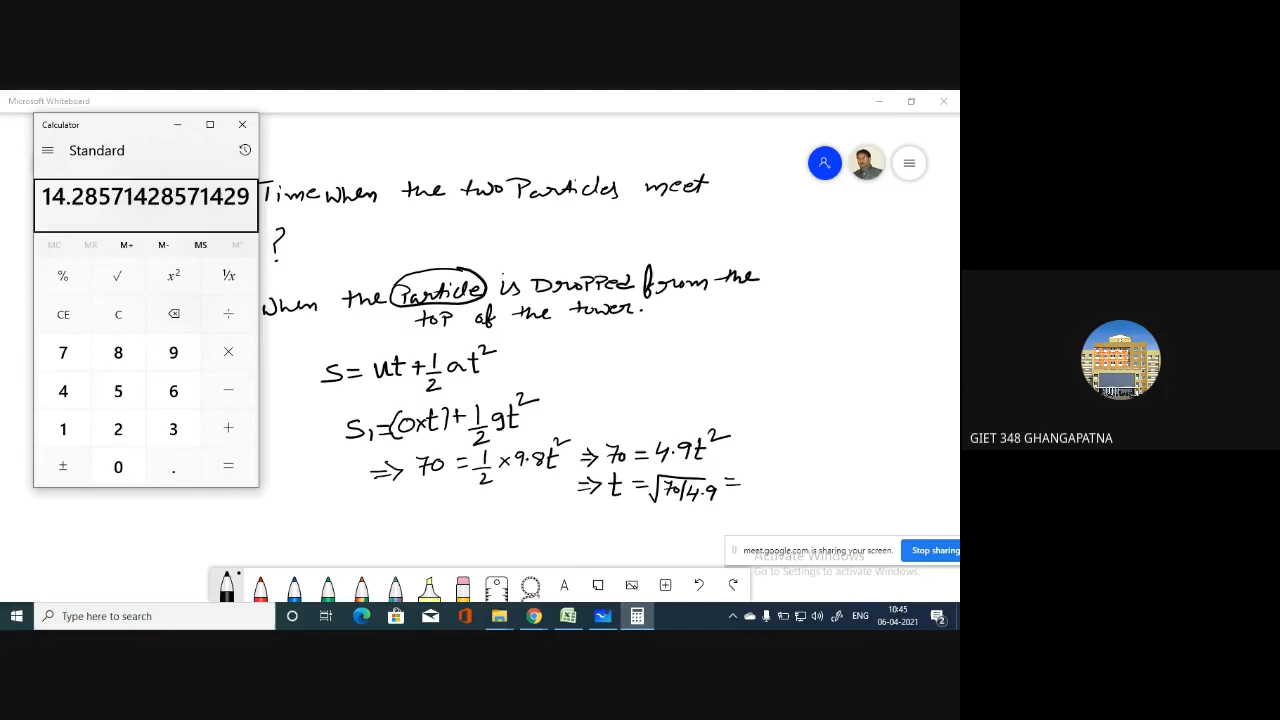 Microsoft Whiteboard
Calculator
Standard
14.28571428571429
MC MR M+ M- MS M˅
% √ x² ¹/x
CE C ÷
7 8 9 ×
4 5 6 −
1 2 3 +
± 0 . =
Time when the two Particles meet
?
When the Particle is Dropped from the
top of the tower.
S = ut + 1/2 at²
S₁ = (0×t) + 1/2 gt²
⇒ 70 = 1/2 × 9.8t² ⇒ 70 = 4.9t²
⇒ t = √70/4.9 =
meet.google.com is sharing your screen.
Stop sharing
Activate Windows
Go to Settings to activate Windows.
A
Type here to search
ENG
10:45
06-04-2021
2
GIET 348 GHANGAPATNA